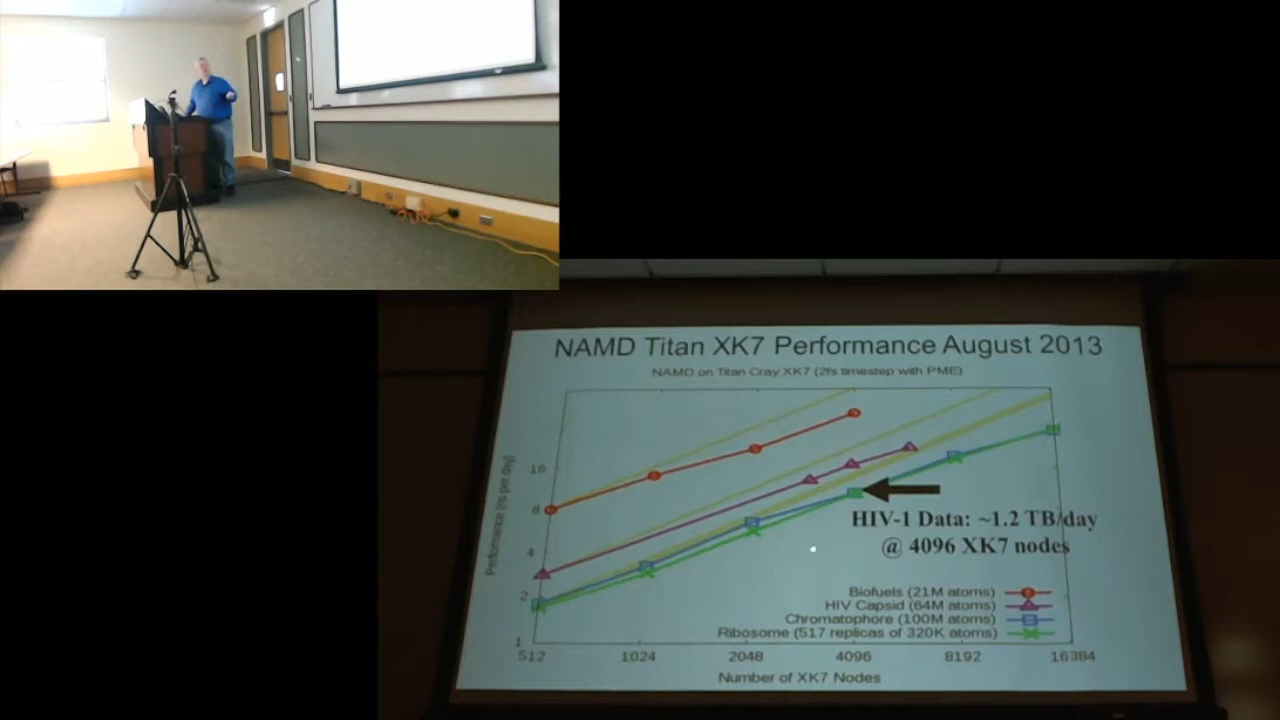 NAMD Titan XK7 Performance August 2013
NAMD on Titan Cray XK7 (2fs timestep with PME)
Performance (ns per day)
16
8
4
2
1
HIV-1 Data: ~1.2 TB/day
@ 4096 XK7 nodes
Biofuels (21M atoms)
HIV Capsid (64M atoms)
Chromatophore (100M atoms)
Ribosome (517 replicas of 320K atoms)
512 1024 2048 4096 8192 16384
Number of XK7 Nodes